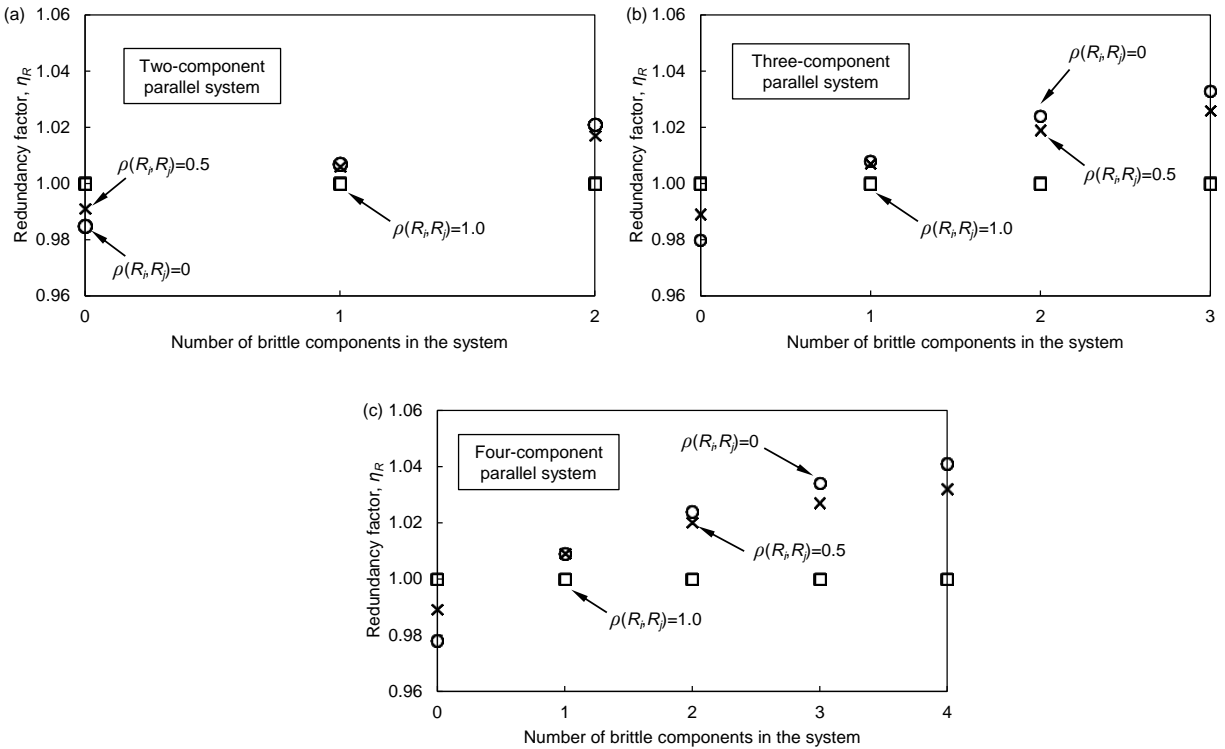 (a)
1.06
1.04
1.02
1.00
0.98
0.96
Redundancy factor, ηR
Two-component
parallel system
ρ(Ri,Rj)=0.5
ρ(Ri,Rj)=1.0
ρ(Ri,Rj)=0
0 1 2
Number of brittle components in the system
(b)
1.06
1.04
1.02
1.00
0.98
0.96
Redundancy factor, ηR
Three-component
parallel system
ρ(Ri,Rj)=0
ρ(Ri,Rj)=0.5
ρ(Ri,Rj)=1.0
0 1 2 3
Number of brittle components in the system
(c)
1.06
1.04
1.02
1.00
0.98
0.96
Redundancy factor, ηR
Four-component
parallel system
ρ(Ri,Rj)=0
ρ(Ri,Rj)=0.5
ρ(Ri,Rj)=1.0
0 1 2 3 4
Number of brittle components in the system